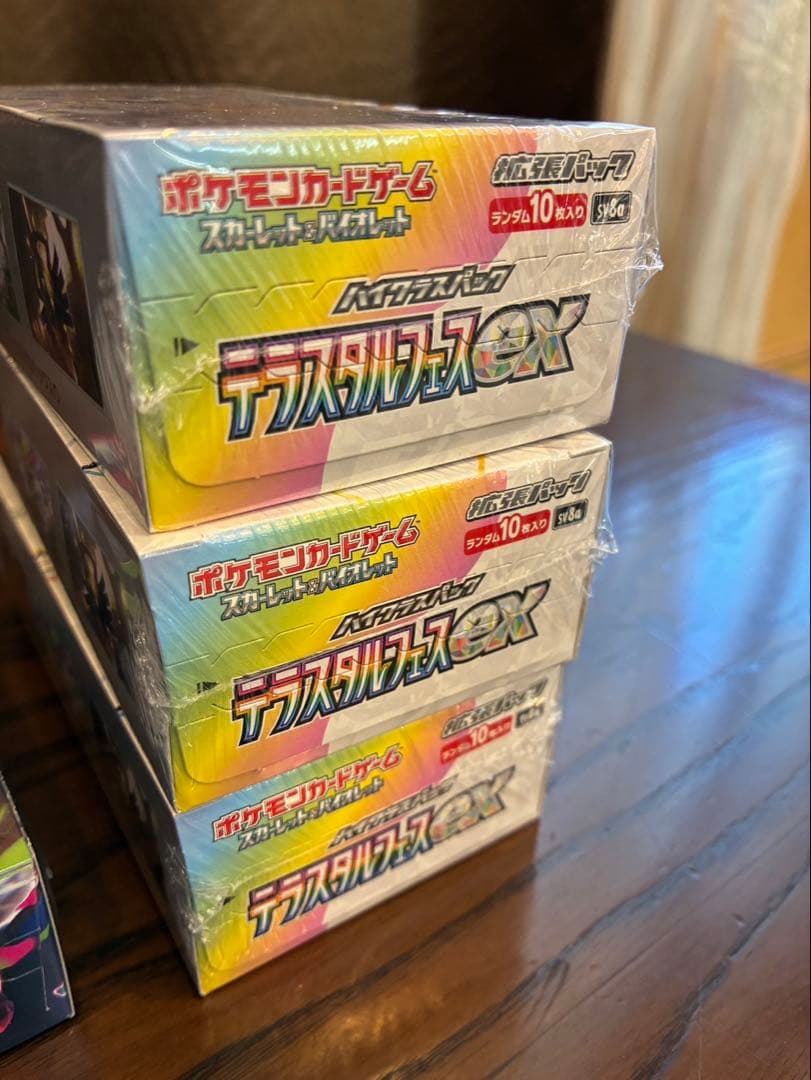 ポケモンカードゲーム
スカーレット&バイオレット
拡張パック
ランダム10枚入り SV8a
ハイクラスパック
テラスタルフェスex
ポケモンカードゲーム
スカーレット&バイオレット
拡張パック
ランダム10枚入り SV8a
ハイクラスパック
テラスタルフェスex
ポケモンカードゲーム
スカーレット&バイオレット
拡張パック
ランダム10枚入り SV8a
ハイクラスパック
テラスタルフェスex